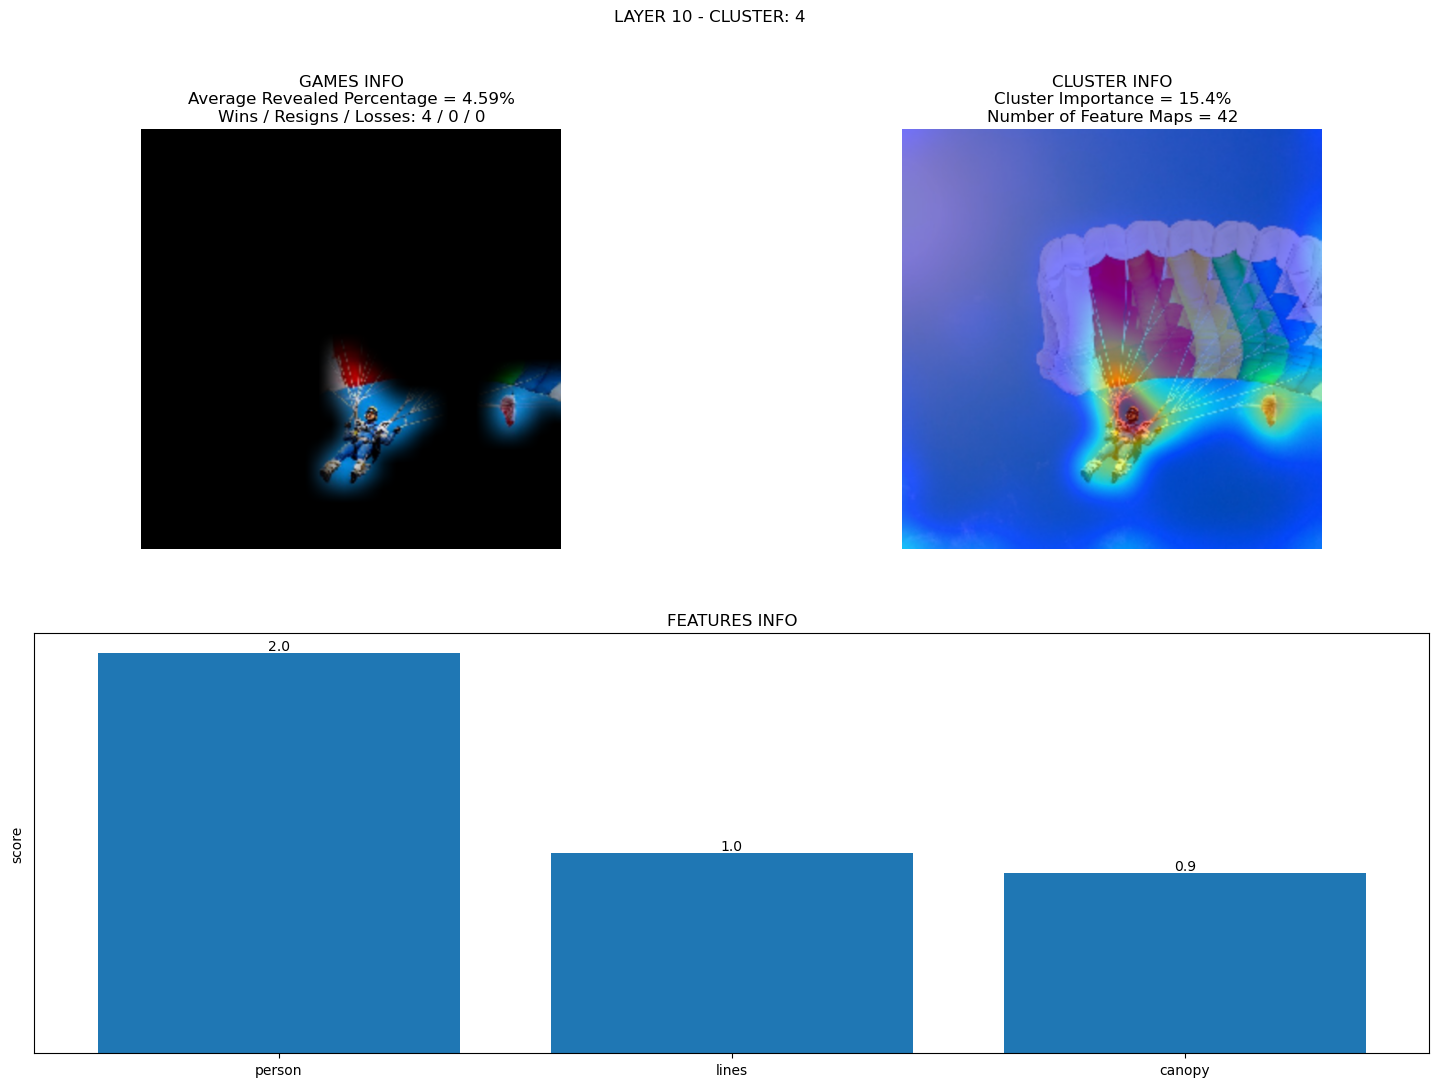 LAYER 10 - CLUSTER: 4
GAMES INFO
Average Revealed Percentage = 4.59%
Wins / Resigns / Losses: 4 / 0 / 0
CLUSTER INFO
Cluster Importance = 15.4%
Number of Feature Maps = 42
FEATURES INFO
2.0
1.0
0.9
score
person
lines
canopy